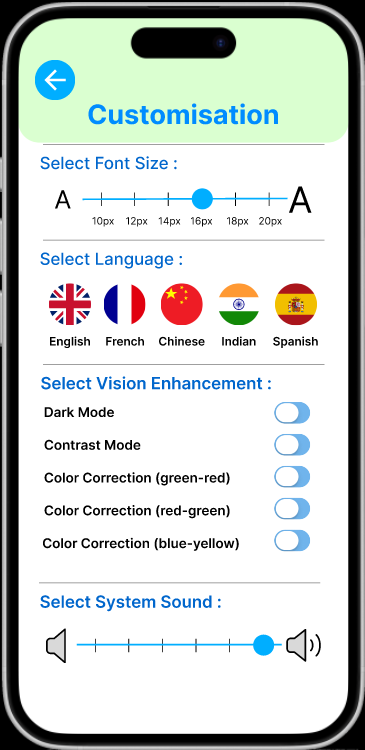 Customisation
Select Font Size :
A A
10px 12px 14px 16px 18px 20px
Select Language :
English French Chinese Indian Spanish
Select Vision Enhancement :
Dark Mode
Contrast Mode
Color Correction (green-red)
Color Correction (red-green)
Color Correction (blue-yellow)
Select System Sound :